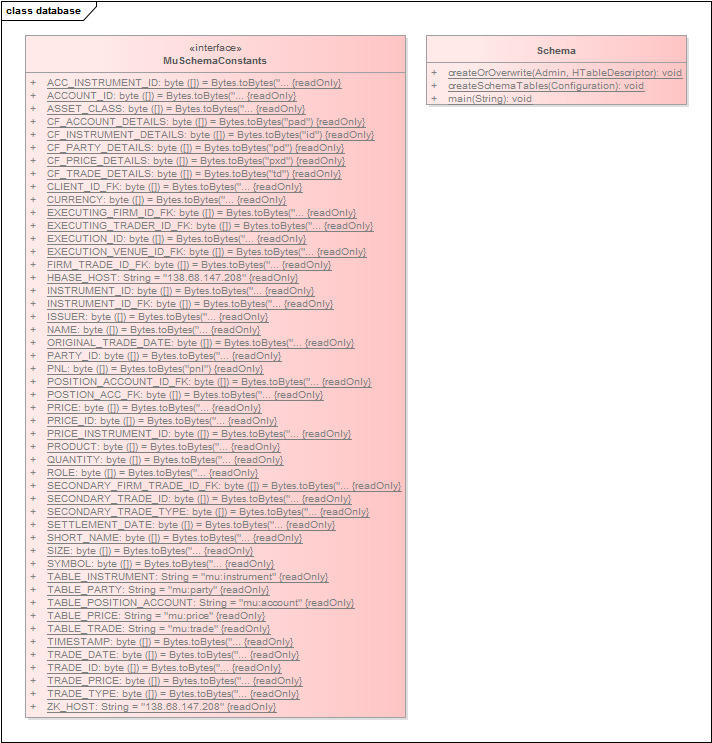 class database
«interface»
MuSchemaConstants
+ ACC_INSTRUMENT_ID: byte ([]) = Bytes.toBytes("... {readOnly}
+ ACCOUNT_ID: byte ([]) = Bytes.toBytes("... {readOnly}
+ ASSET_CLASS: byte ([]) = Bytes.toBytes("... {readOnly}
+ CF_ACCOUNT_DETAILS: byte ([]) = Bytes.toBytes("pad") {readOnly}
+ CF_INSTRUMENT_DETAILS: byte ([]) = Bytes.toBytes("id") {readOnly}
+ CF_PARTY_DETAILS: byte ([]) = Bytes.toBytes("pd") {readOnly}
+ CF_PRICE_DETAILS: byte ([]) = Bytes.toBytes("pxd") {readOnly}
+ CF_TRADE_DETAILS: byte ([]) = Bytes.toBytes("td") {readOnly}
+ CLIENT_ID_FK: byte ([]) = Bytes.toBytes("... {readOnly}
+ CURRENCY: byte ([]) = Bytes.toBytes("... {readOnly}
+ EXECUTING_FIRM_ID_FK: byte ([]) = Bytes.toBytes("... {readOnly}
+ EXECUTING_TRADER_ID_FK: byte ([]) = Bytes.toBytes("... {readOnly}
+ EXECUTION_ID: byte ([]) = Bytes.toBytes("... {readOnly}
+ EXECUTION_VENUE_ID_FK: byte ([]) = Bytes.toBytes("... {readOnly}
+ FIRM_TRADE_ID_FK: byte ([]) = Bytes.toBytes("... {readOnly}
+ HBASE_HOST: String = "138.68.147.208" {readOnly}
+ INSTRUMENT_ID: byte ([]) = Bytes.toBytes("... {readOnly}
+ INSTRUMENT_ID_FK: byte ([]) = Bytes.toBytes("... {readOnly}
+ ISSUER: byte ([]) = Bytes.toBytes("... {readOnly}
+ NAME: byte ([]) = Bytes.toBytes("... {readOnly}
+ ORIGINAL_TRADE_DATE: byte ([]) = Bytes.toBytes("... {readOnly}
+ PARTY_ID: byte ([]) = Bytes.toBytes("... {readOnly}
+ PNL: byte ([]) = Bytes.toBytes("pnl") {readOnly}
+ POSITION_ACCOUNT_ID_FK: byte ([]) = Bytes.toBytes("... {readOnly}
+ POSTION_ACC_FK: byte ([]) = Bytes.toBytes("... {readOnly}
+ PRICE: byte ([]) = Bytes.toBytes("... {readOnly}
+ PRICE_ID: byte ([]) = Bytes.toBytes("... {readOnly}
+ PRICE_INSTRUMENT_ID: byte ([]) = Bytes.toBytes("... {readOnly}
+ PRODUCT: byte ([]) = Bytes.toBytes("... {readOnly}
+ QUANTITY: byte ([]) = Bytes.toBytes("... {readOnly}
+ ROLE: byte ([]) = Bytes.toBytes("... {readOnly}
+ SECONDARY_FIRM_TRADE_ID_FK: byte ([]) = Bytes.toBytes("... {readOnly}
+ SECONDARY_TRADE_ID: byte ([]) = Bytes.toBytes("... {readOnly}
+ SECONDARY_TRADE_TYPE: byte ([]) = Bytes.toBytes("... {readOnly}
+ SETTLEMENT_DATE: byte ([]) = Bytes.toBytes("... {readOnly}
+ SHORT_NAME: byte ([]) = Bytes.toBytes("... {readOnly}
+ SIZE: byte ([]) = Bytes.toBytes("... {readOnly}
+ SYMBOL: byte ([]) = Bytes.toBytes("... {readOnly}
+ TABLE_INSTRUMENT: String = "mu:instrument" {readOnly}
+ TABLE_PARTY: String = "mu:party" {readOnly}
+ TABLE_POSITION_ACCOUNT: String = "mu:account" {readOnly}
+ TABLE_PRICE: String = "mu:price" {readOnly}
+ TABLE_TRADE: String = "mu:trade" {readOnly}
+ TIMESTAMP: byte ([]) = Bytes.toBytes("... {readOnly}
+ TRADE_DATE: byte ([]) = Bytes.toBytes("... {readOnly}
+ TRADE_ID: byte ([]) = Bytes.toBytes("... {readOnly}
+ TRADE_PRICE: byte ([]) = Bytes.toBytes("... {readOnly}
+ TRADE_TYPE: byte ([]) = Bytes.toBytes("... {readOnly}
+ ZK_HOST: String = "138.68.147.208" {readOnly}
Schema
+ createOrOverwrite(Admin, HTableDescriptor): void
+ createSchemaTables(Configuration): void
+ main(String): void